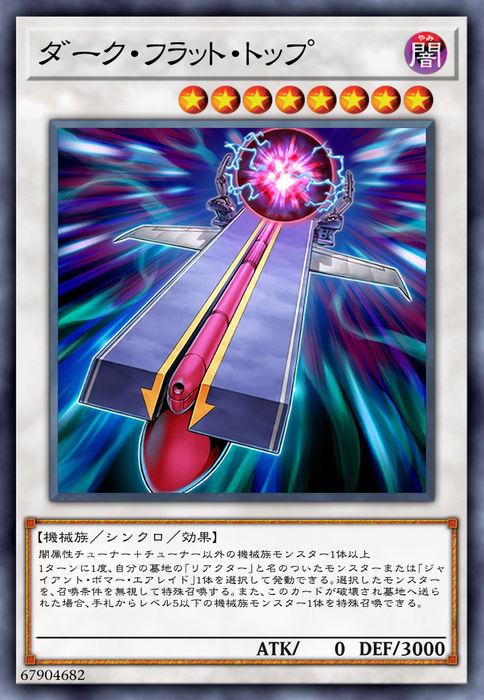 ダーク・フラット・トップ
やみ
闇
【機械族/シンクロ/効果】
闇属性チューナー+チューナー以外の機械族モンスター1体以上
1ターンに1度、自分の墓地の「リアクター」と名のついたモンスターまたは「ジャ
イアント・ボマー・エアレイド」1体を選択して発動できる。選択したモンスター
を、召喚条件を無視して特殊召喚する。また、このカードが破壊され墓地へ送ら
れた場合、手札からレベル5以下の機械族モンスター1体を特殊召喚できる。
ATK/ 0 DEF/3000
67904682